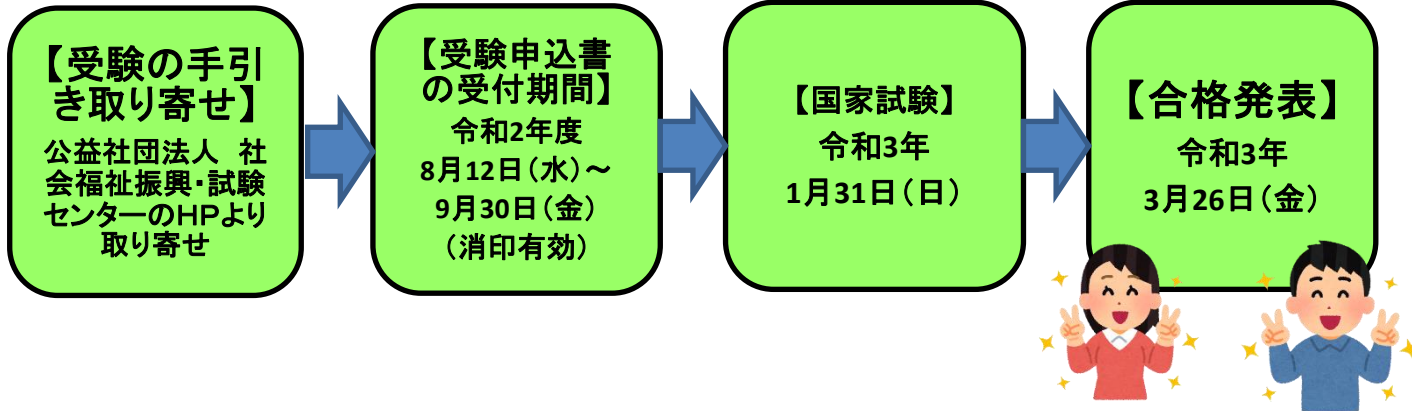 【受験の手引
き取り寄せ】
公益社団法人　社
会福祉振興・試験
センターのHPより
取り寄せ
【受験申込書
の受付期間】
令和2年度
8月12日（水）～
9月30日（金）
（消印有効）
【国家試験】
令和3年
1月31日（日）
【合格発表】
令和3年
3月26日（金）